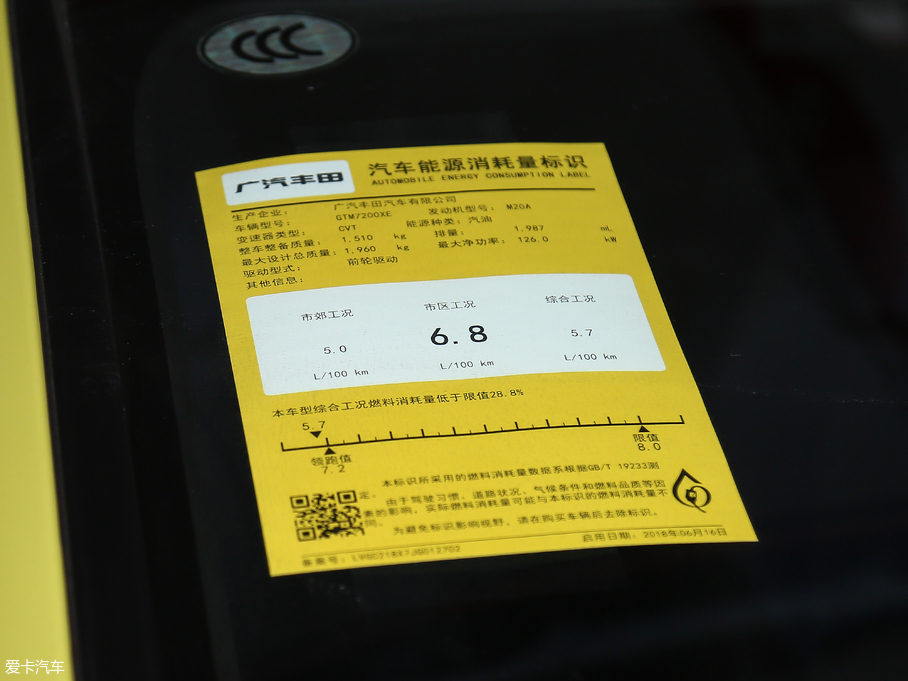 CCC
广汽丰田
汽车能源消耗量标识
AUTOMOBILE ENERGY CONSUMPTION LABEL
生产企业: 广汽丰田汽车有限公司
车辆型号: GTM7200XE 发动机型号: M20A
变速器类型: CVT 能源种类: 汽油
整车整备质量: 1,510 kg 排量: 1,987 mL
最大设计总质量: 1,960 kg 最大净功率: 126.0 kW
驱动型式: 前轮驱动
其他信息:
市郊工况 市区工况 综合工况
5.0 6.8 5.7
L/100 km L/100 km L/100 km
本车型综合工况燃料消耗量低于限值28.8%
5.7
领跑值 限值
7.2 8.0
本标识所采用的燃料消耗量数据系根据GB/T 19233测
定。由于驾驶习惯、道路状况、气候条件和燃料品质等因
素的影响，实际燃料消耗量可能与本标识的燃料消耗量不
同。
为避免标识影响视野，请在购买车辆后去除标识。
备案号: 启用日期: 2018年06月16日
爱卡汽车